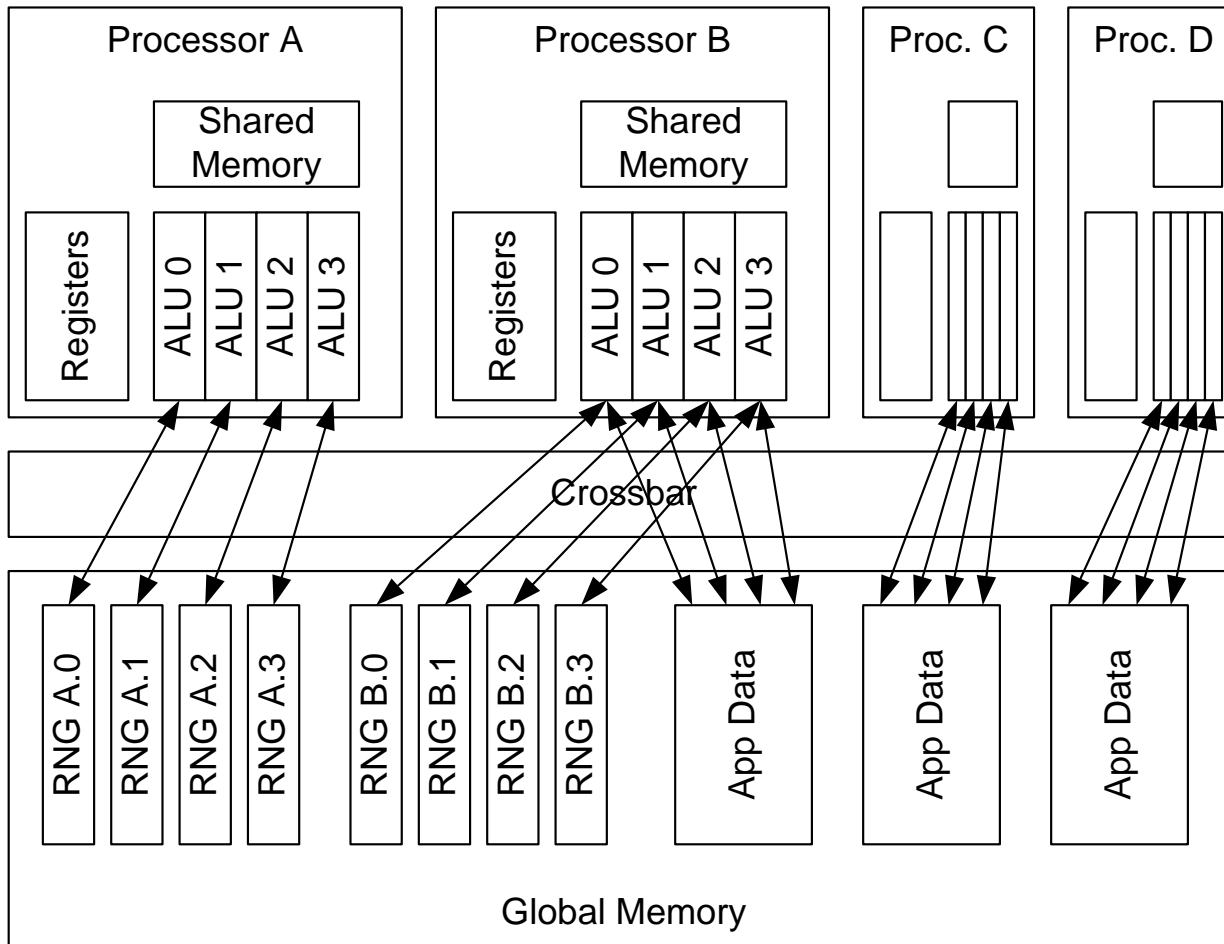 Processor A
Processor B
Proc. C
Proc. D
Shared
Memory
Shared
Memory
Registers
ALU 0
ALU 1
ALU 2
ALU 3
Registers
ALU 0
ALU 1
ALU 2
ALU 3
Crossbar
RNG A.0
RNG A.1
RNG A.2
RNG A.3
RNG B.0
RNG B.1
RNG B.2
RNG B.3
App Data
App Data
App Data
Global Memory